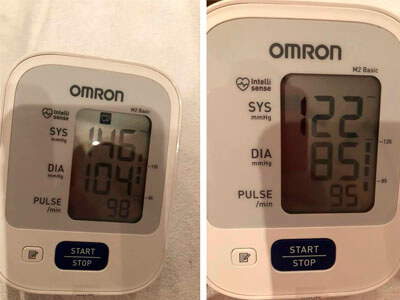 OMRON
M2 Basic
Intelli
sense
SYS
mmHg
146
DIA
mmHg
104
PULSE
/min
98
START
STOP
OMRON
M2 Basic
Intelli
sense
SYS
mmHg
122
DIA
mmHg
85
PULSE
/min
95
START
STOP